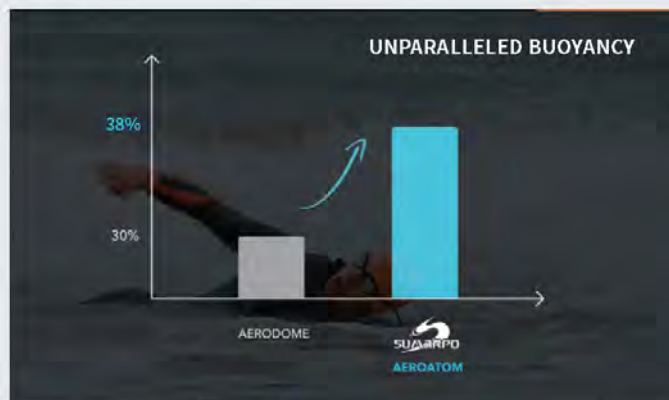 UNPARALLELED BUOYANCY
38%
30%
AERODOME
SUMARPO
AEROATOM